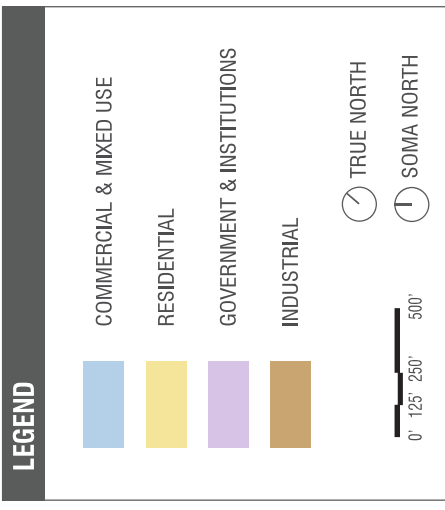 LEGEND
COMMERCIAL & MIXED USE
RESIDENTIAL
GOVERNMENT & INSTITUTIONS
INDUSTRIAL
0' 125' 250' 500'
TRUE NORTH
SOMA NORTH